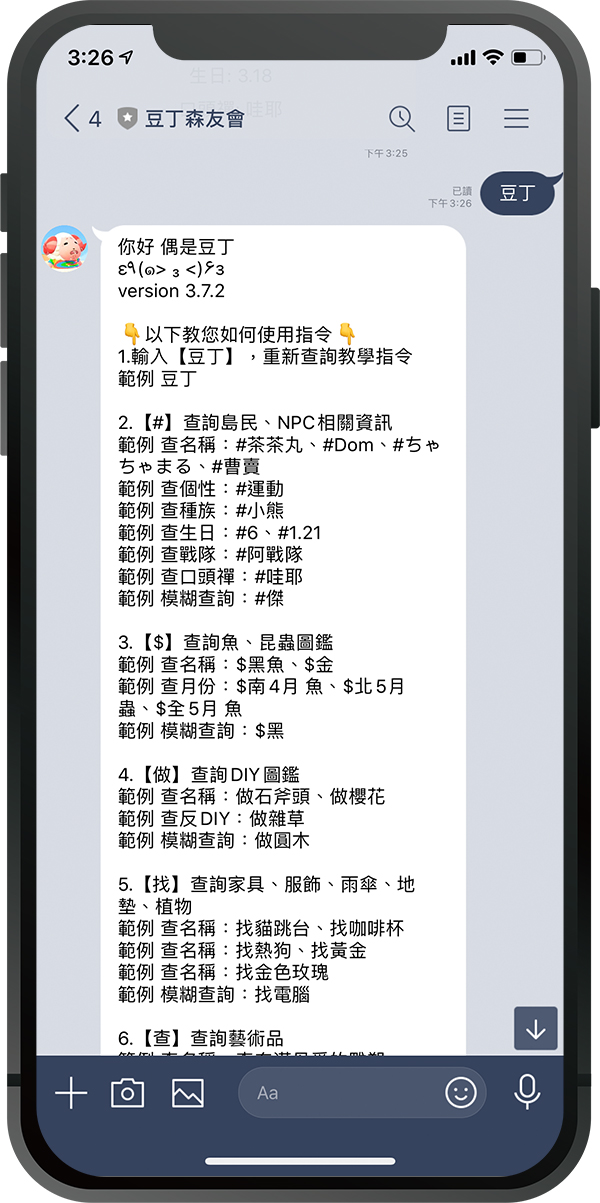 3:26
生日: 3.18
口頭禪: 哇耶
4 豆丁森友會
下午3:25
已讀
下午3:26
豆丁
你好 偶是豆丁
ε٩(๑> ₃ <)۶з
version 3.7.2
👇以下教您如何使用指令👇
1.輸入【豆丁】，重新查詢教學指令
範例 豆丁
2.【#】查詢島民、NPC相關資訊
範例 查名稱：#茶茶丸、#Dom、#ちゃ
ちゃまる、#曹賣
範例 查個性：#運動
範例 查種族：#小熊
範例 查生日：#6、#1.21
範例 查戰隊：#阿戰隊
範例 查口頭禪：#哇耶
範例 模糊查詢：#傑
3.【$】查詢魚、昆蟲圖鑑
範例 查名稱：$黑魚、$金
範例 查月份：$南4月 魚、$北5月
蟲、$全5月 魚
範例 模糊查詢：$黑
4.【做】查詢DIY圖鑑
範例 查名稱：做石斧頭、做櫻花
範例 查反DIY：做雜草
範例 模糊查詢：做圓木
5.【找】查詢家具、服飾、雨傘、地
墊、植物
範例 查名稱：找貓跳台、找咖啡杯
範例 查名稱：找熱狗、找黃金
範例 查名稱：找金色玫瑰
範例 模糊查詢：找電腦
6.【查】查詢藝術品
Aa